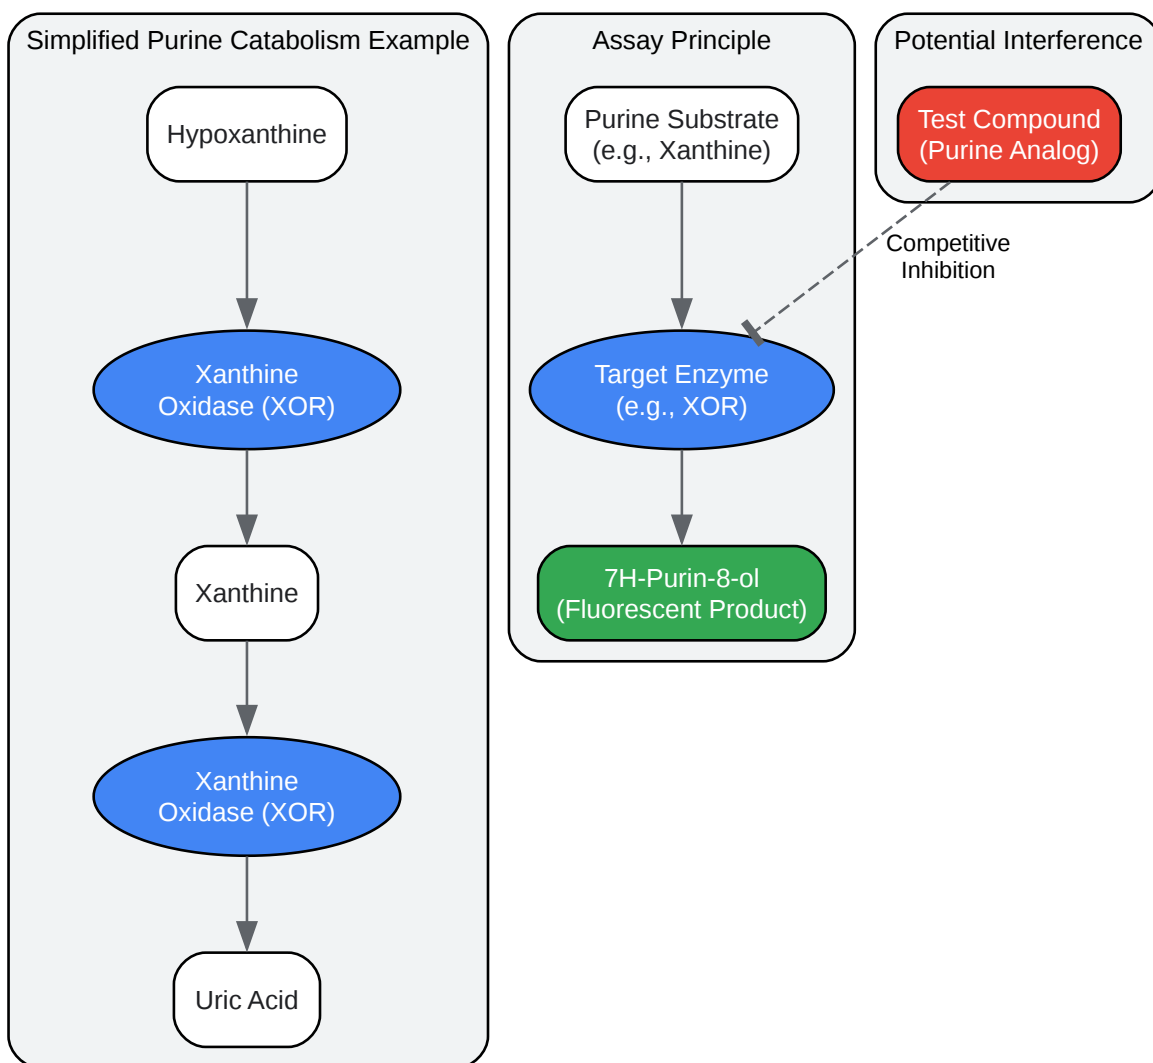 Simplified Purine Catabolism Example
Hypoxanthine
Xanthine
Oxidase (XOR)
Xanthine
Xanthine
Oxidase (XOR)
Uric Acid
Assay Principle
Purine Substrate
(e.g., Xanthine)
Target Enzyme
(e.g., XOR)
7H-Purin-8-ol
(Fluorescent Product)
Potential Interference
Test Compound
(Purine Analog)
Competitive
Inhibition